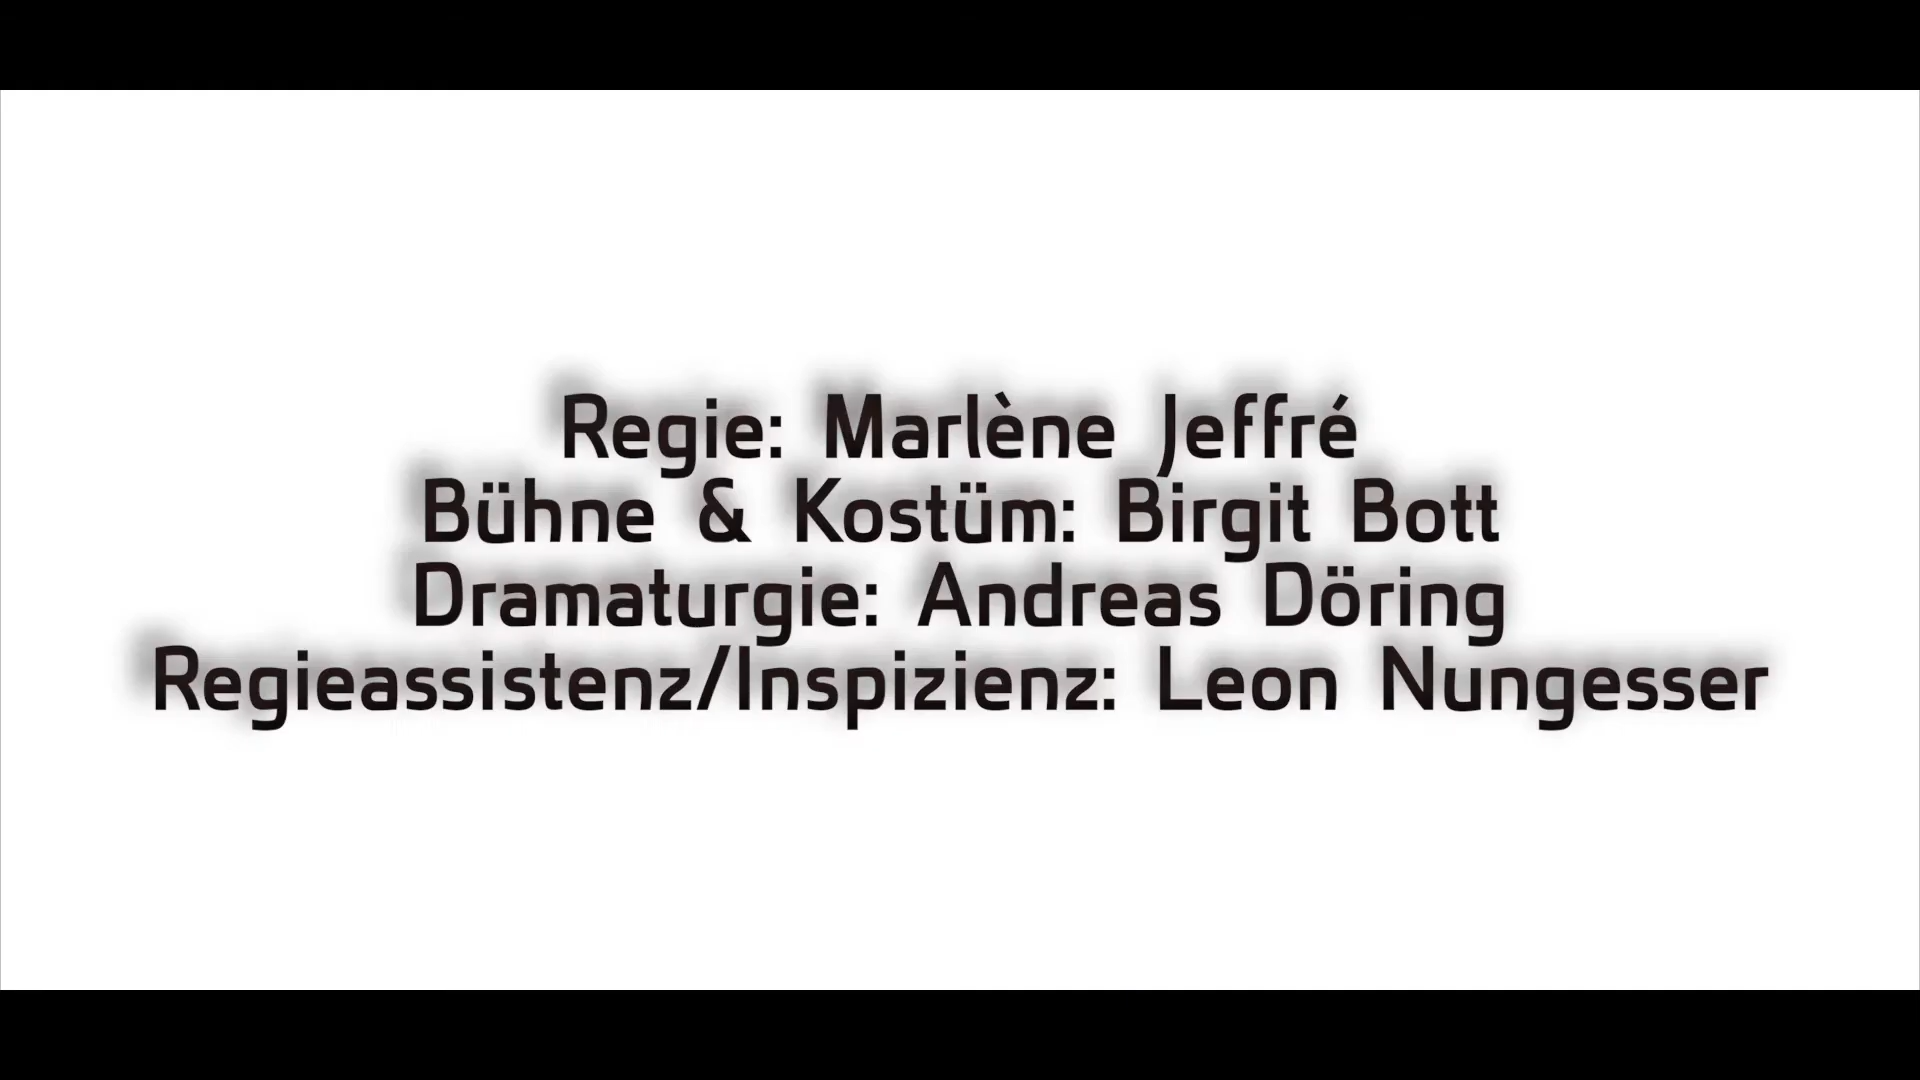 Regie: Marlène Jeffré
Bühne & Kostüm: Birgit Bott
Dramaturgie: Andreas Döring
Regieassistenz/Inspizienz: Leon Nungesser